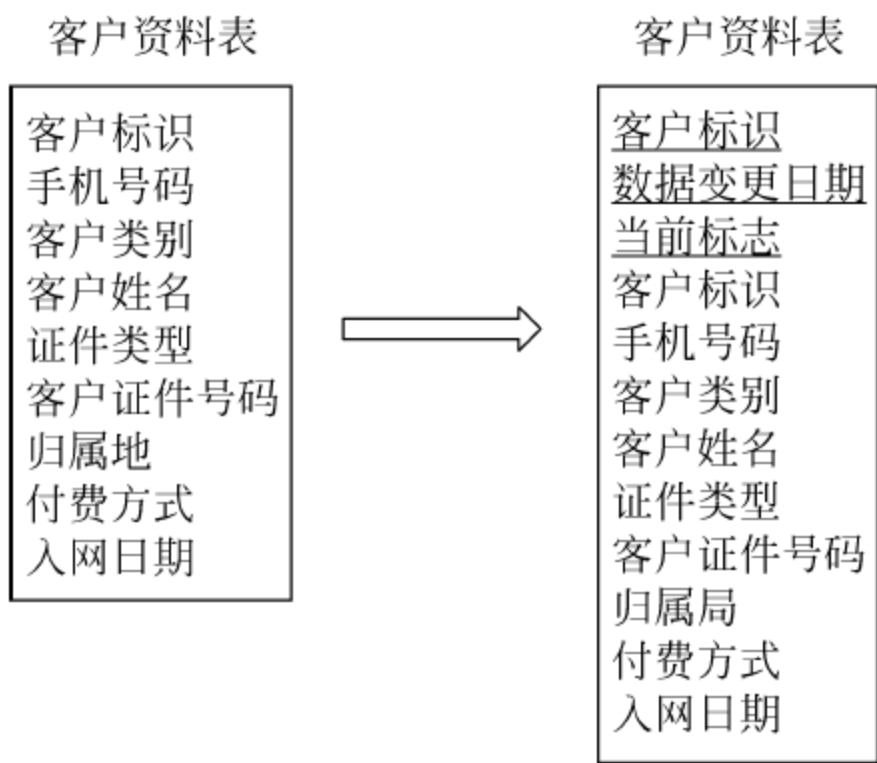 客户资料表
客户标识
手机号码
客户类别
客户姓名
证件类型
客户证件号码
归属地
付费方式
入网日期
客户资料表
客户标识
数据变更日期
当前标志
客户标识
手机号码
客户类别
客户姓名
证件类型
客户证件号码
归属局
付费方式
入网日期